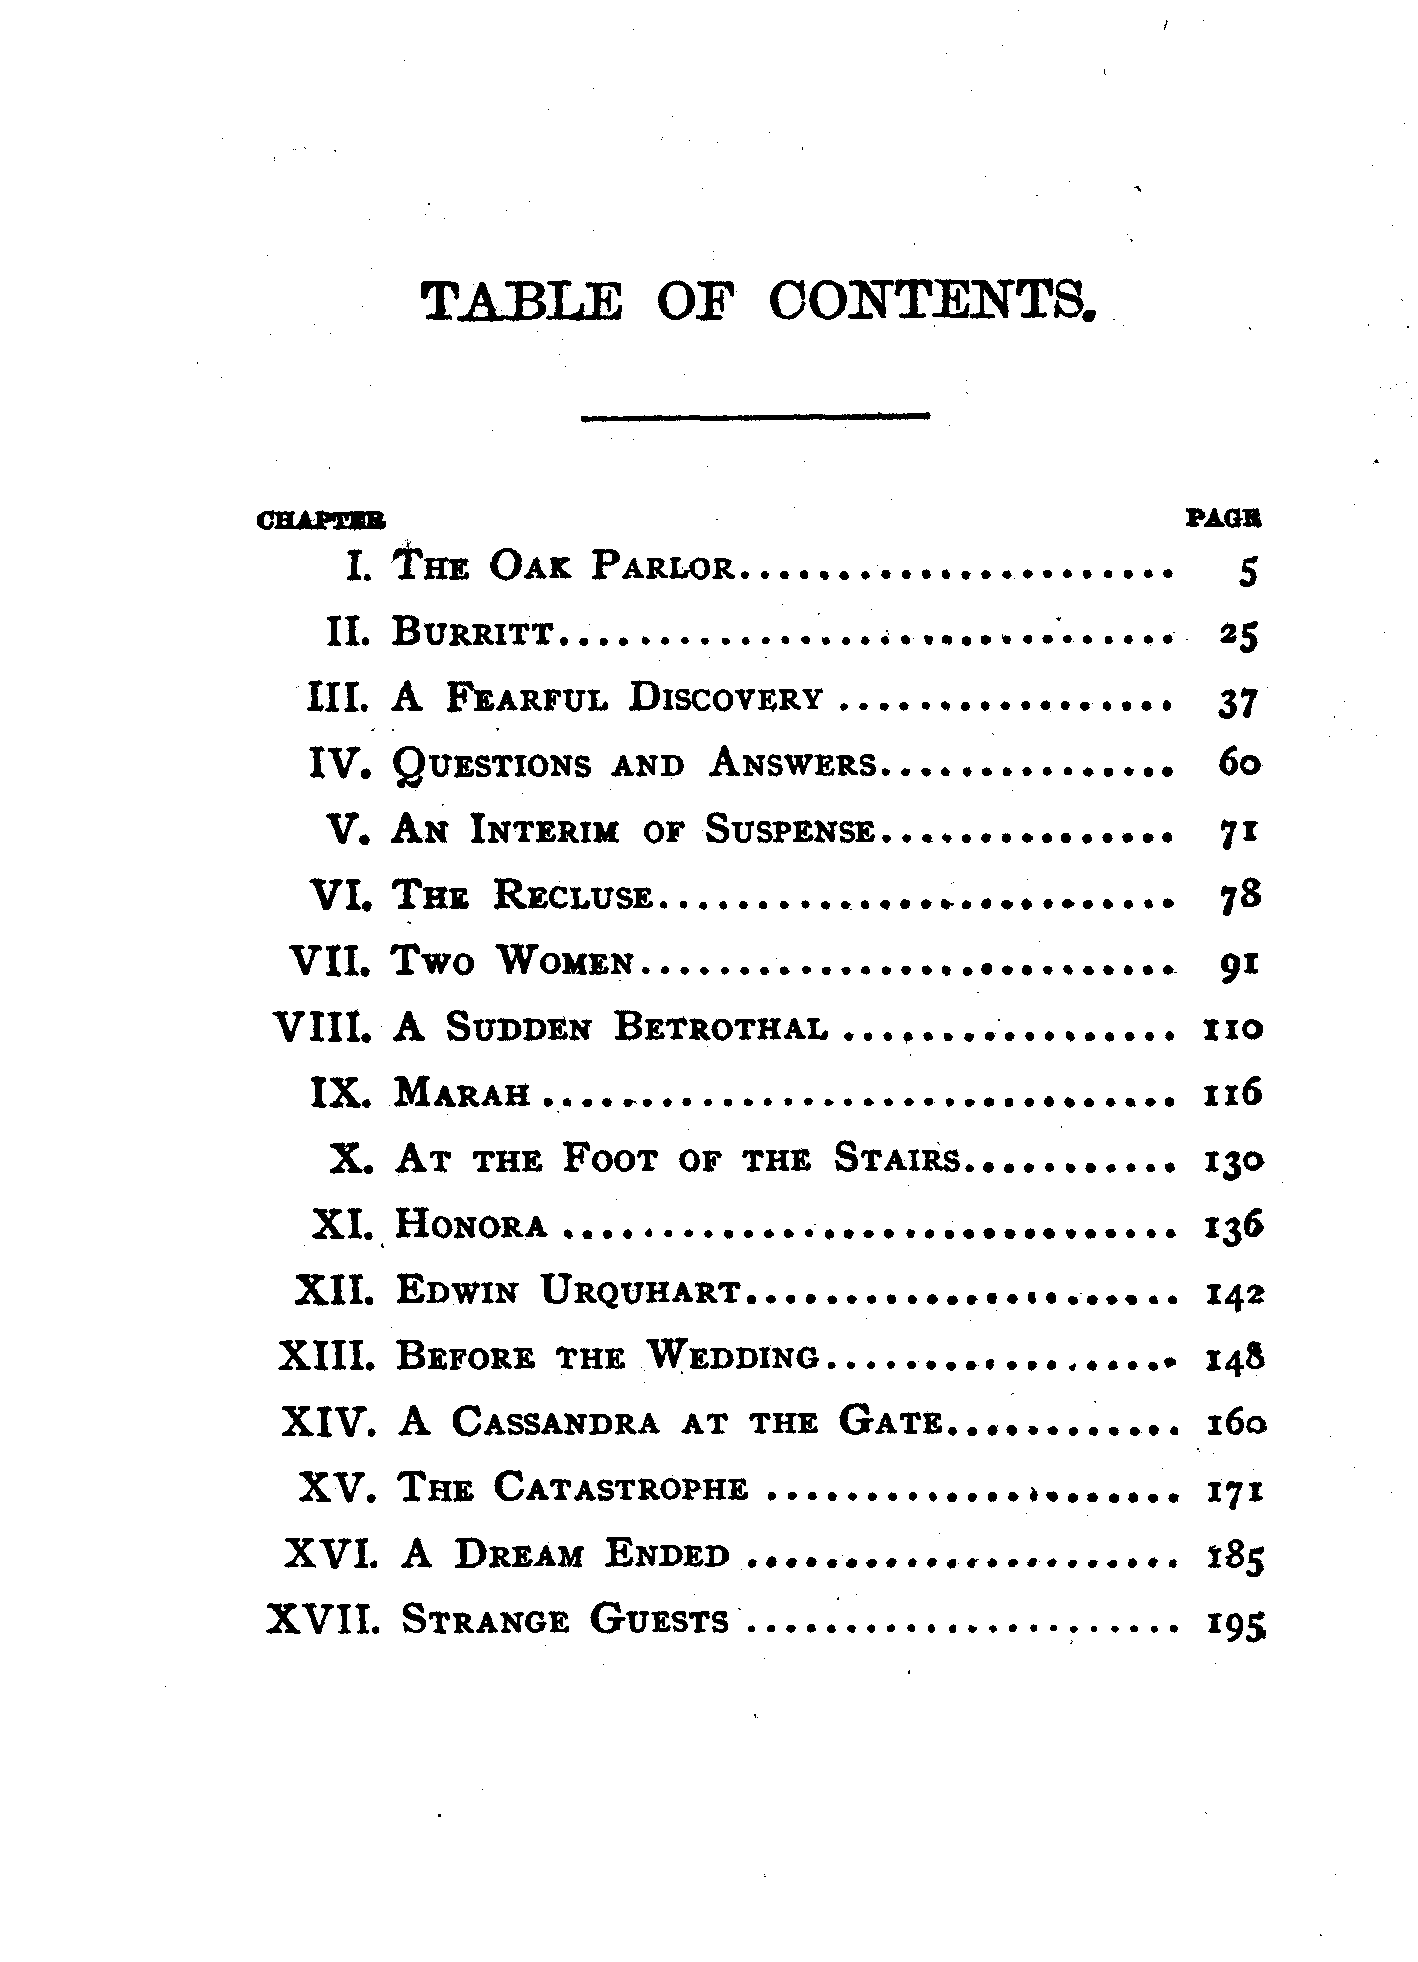 TABLE OF CONTENTS.
CHAPTER PAGE
I. THE OAK PARLOR...................... 5
II. BURRITT............................... 25
III. A FEARFUL DISCOVERY ................. 37
IV. QUESTIONS AND ANSWERS............... 60
V. AN INTERIM OF SUSPENSE............... 71
VI. THE RECLUSE.......................... 78
VII. TWO WOMEN........................... 91
VIII. A SUDDEN BETROTHAL ................. 110
IX. MARAH ................................ 116
X. AT THE FOOT OF THE STAIRS........... 130
XI. HONORA ............................... 136
XII. EDWIN URQUHART...................... 142
XIII. BEFORE THE WEDDING.................. 148
XIV. A CASSANDRA AT THE GATE............ 160
XV. THE CATASTROPHE ..................... 171
XVI. A DREAM ENDED ...................... 185
XVII. STRANGE GUESTS ...................... 195